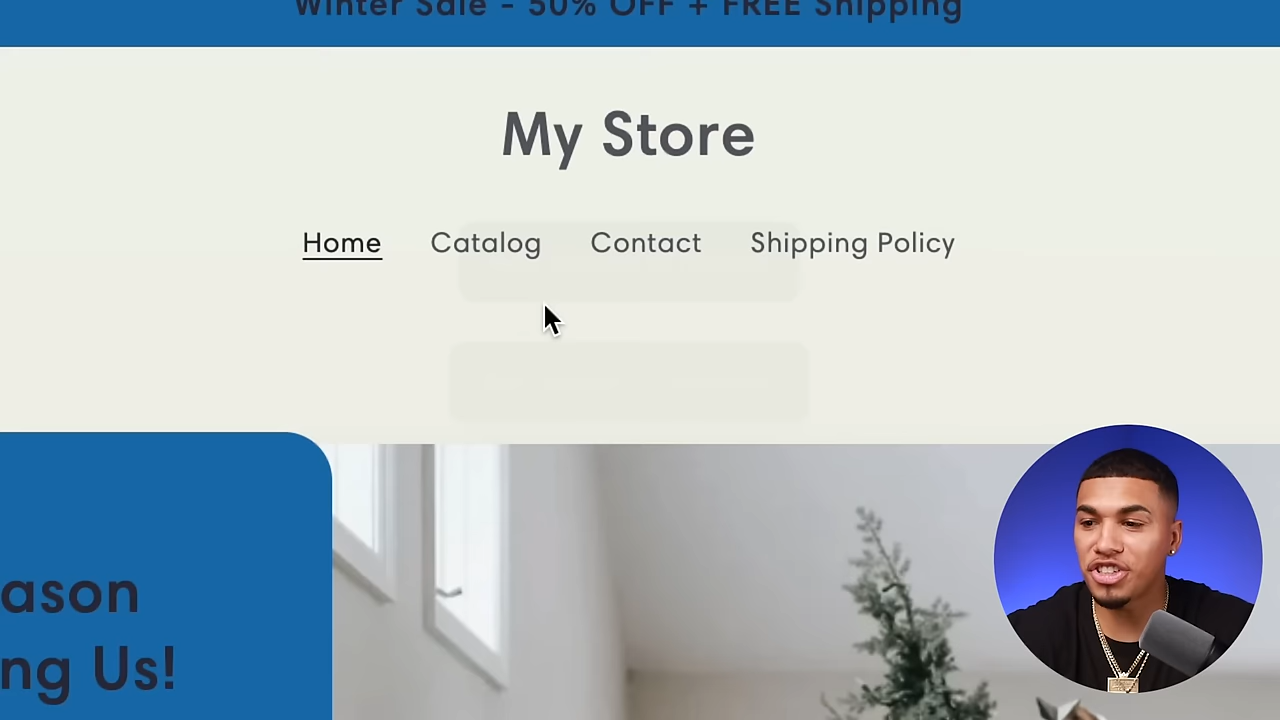 Winter Sale - 50% OFF + FREE Shipping
My Store
Home Catalog Contact Shipping Policy
ason
ng Us!